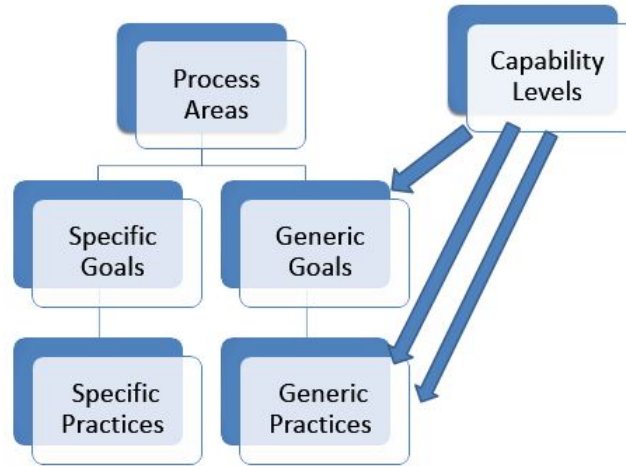 Process
Areas
Capability
Levels
Specific
Goals
Generic
Goals
Specific
Practices
Generic
Practices